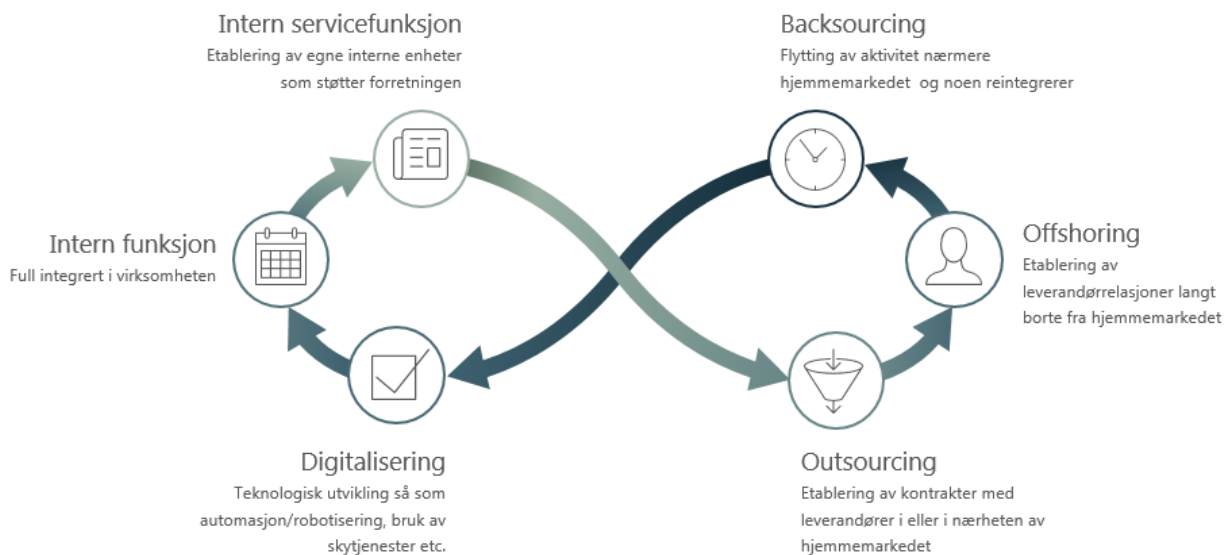 Intern servicefunksjon
Etablering av egne interne enheter
som støtter forretningen
Backsourcing
Flytting av aktivitet nærmere
hjemmemarkedet og noen reintegrerer
Intern funksjon
Full integrert i virksomheten
Offshoring
Etablering av
leverandørrelasjoner langt
borte fra hjemmemarkedet
Digitalisering
Teknologisk utvikling så som
automasjon/robotisering, bruk av
skytjenester etc.
Outsourcing
Etablering av kontrakter med
leverandører i eller i nærheten av
hjemmemarkedet